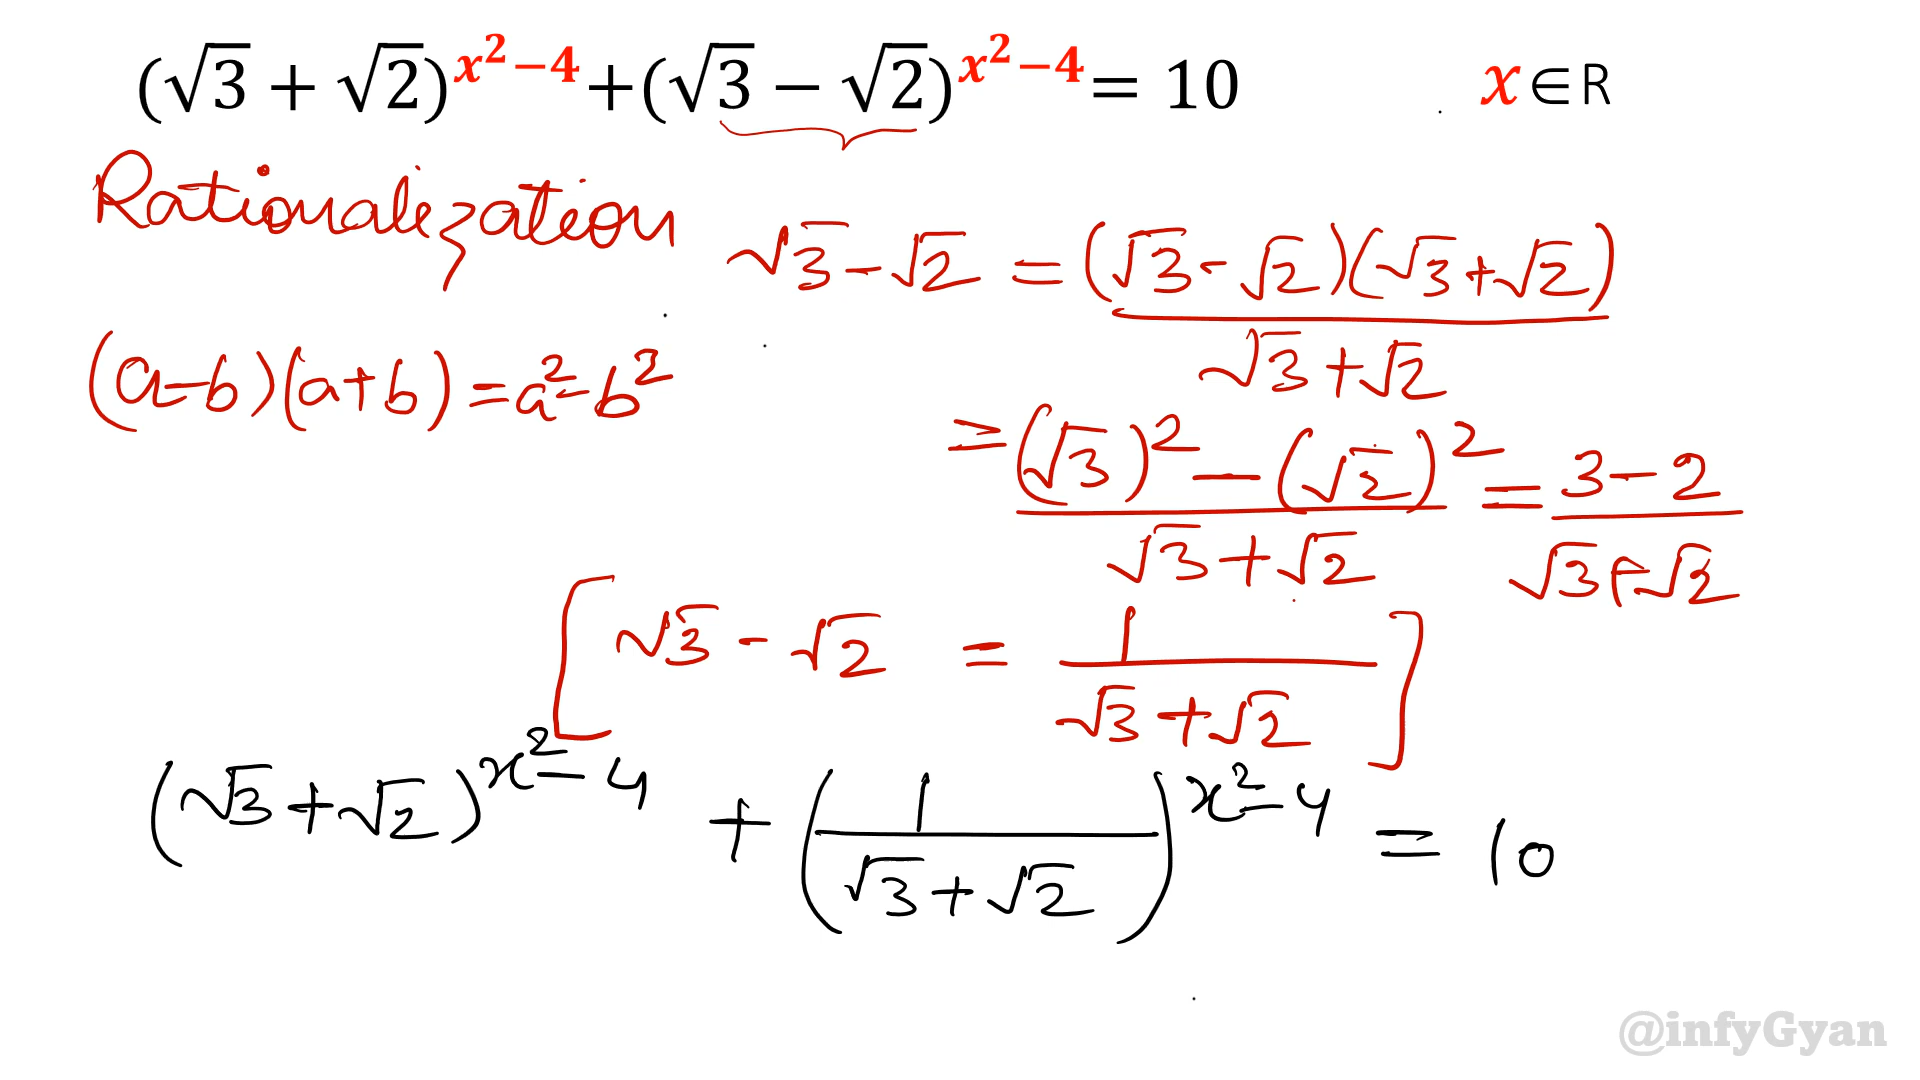 (√3 + √2)^(x²−4) + (√3 − √2)^(x²−4) = 10 x ∈ R
Rationalization
√3 − √2 = (√3 − √2)(√3 + √2) / (√3 + √2)
(a−b)(a+b) = a² − b²
= ((√3)² − (√2)²) / (√3 + √2) = (3 − 2) / (√3 + √2)
[√3 − √2 = 1 / (√3 + √2)]
(√3 + √2)^(x²−4) + (1 / (√3 + √2))^(x²−4) = 10
@infyGyan